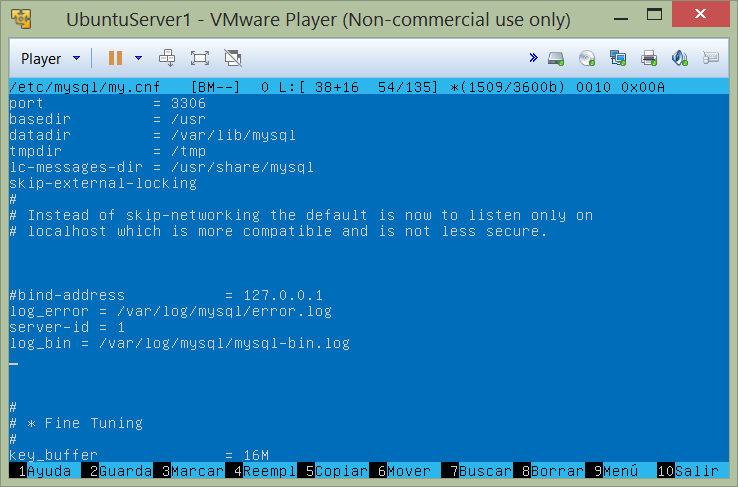 UbuntuServer1 - VMware Player (Non-commercial use only)
Player
/etc/mysql/my.cnf [BM--] 0 L:[ 38+16 54/135] *(1509/3600b) 0010 0x00A
port = 3306
basedir = /usr
datadir = /var/lib/mysql
tmpdir = /tmp
lc-messages-dir = /usr/share/mysql
skip-external-locking
#
# Instead of skip-networking the default is now to listen only on
# localhost which is more compatible and is not less secure.
#bind-address = 127.0.0.1
log_error = /var/log/mysql/error.log
server-id = 1
log_bin = /var/log/mysql/mysql-bin.log
#
# * Fine Tuning
#
key_buffer = 16M
1Ayuda 2Guarda 3Marcar 4Reempl 5Copiar 6Mover 7Buscar 8Borrar 9Menú 10Salir